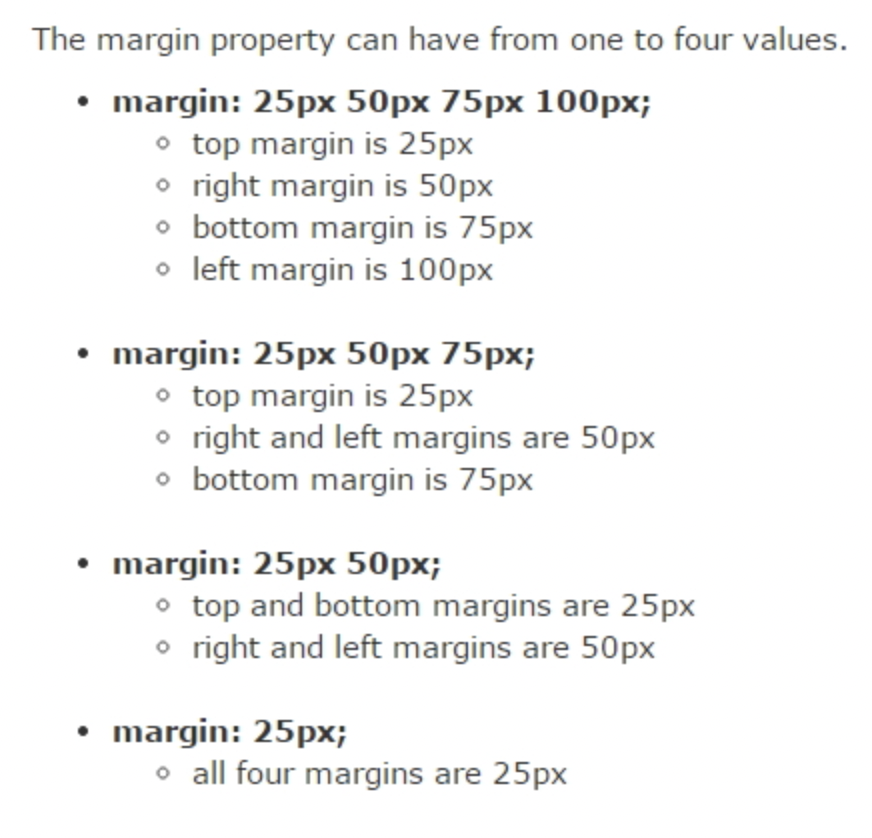 The margin property can have from one to four values.
• margin: 25px 50px 75px 100px;
◦ top margin is 25px
◦ right margin is 50px
◦ bottom margin is 75px
◦ left margin is 100px
• margin: 25px 50px 75px;
◦ top margin is 25px
◦ right and left margins are 50px
◦ bottom margin is 75px
• margin: 25px 50px;
◦ top and bottom margins are 25px
◦ right and left margins are 50px
• margin: 25px;
◦ all four margins are 25px